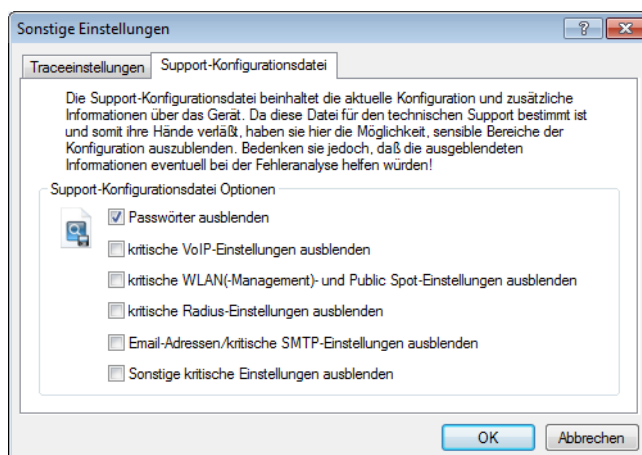 Sonstige Einstellungen
Traceeinstellungen
Support-Konfigurationsdatei
Die Support-Konfigurationsdatei beinhaltet die aktuelle Konfiguration und zusätzliche
Informationen über das Gerät. Da diese Datei für den technischen Support bestimmt ist
und somit ihre Hände verläßt, haben sie hier die Möglichkeit, sensible Bereiche der
Konfiguration auszublenden. Bedenken sie jedoch, daß die ausgeblendeten
Informationen eventuell bei der Fehleranalyse helfen würden!
Support-Konfigurationsdatei Optionen
Passwörter ausblenden
kritische VoIP-Einstellungen ausblenden
kritische WLAN(-Management)- und Public Spot-Einstellungen ausblenden
kritische Radius-Einstellungen ausblenden
Email-Adressen/kritische SMTP-Einstellungen ausblenden
Sonstige kritische Einstellungen ausblenden
OK
Abbrechen